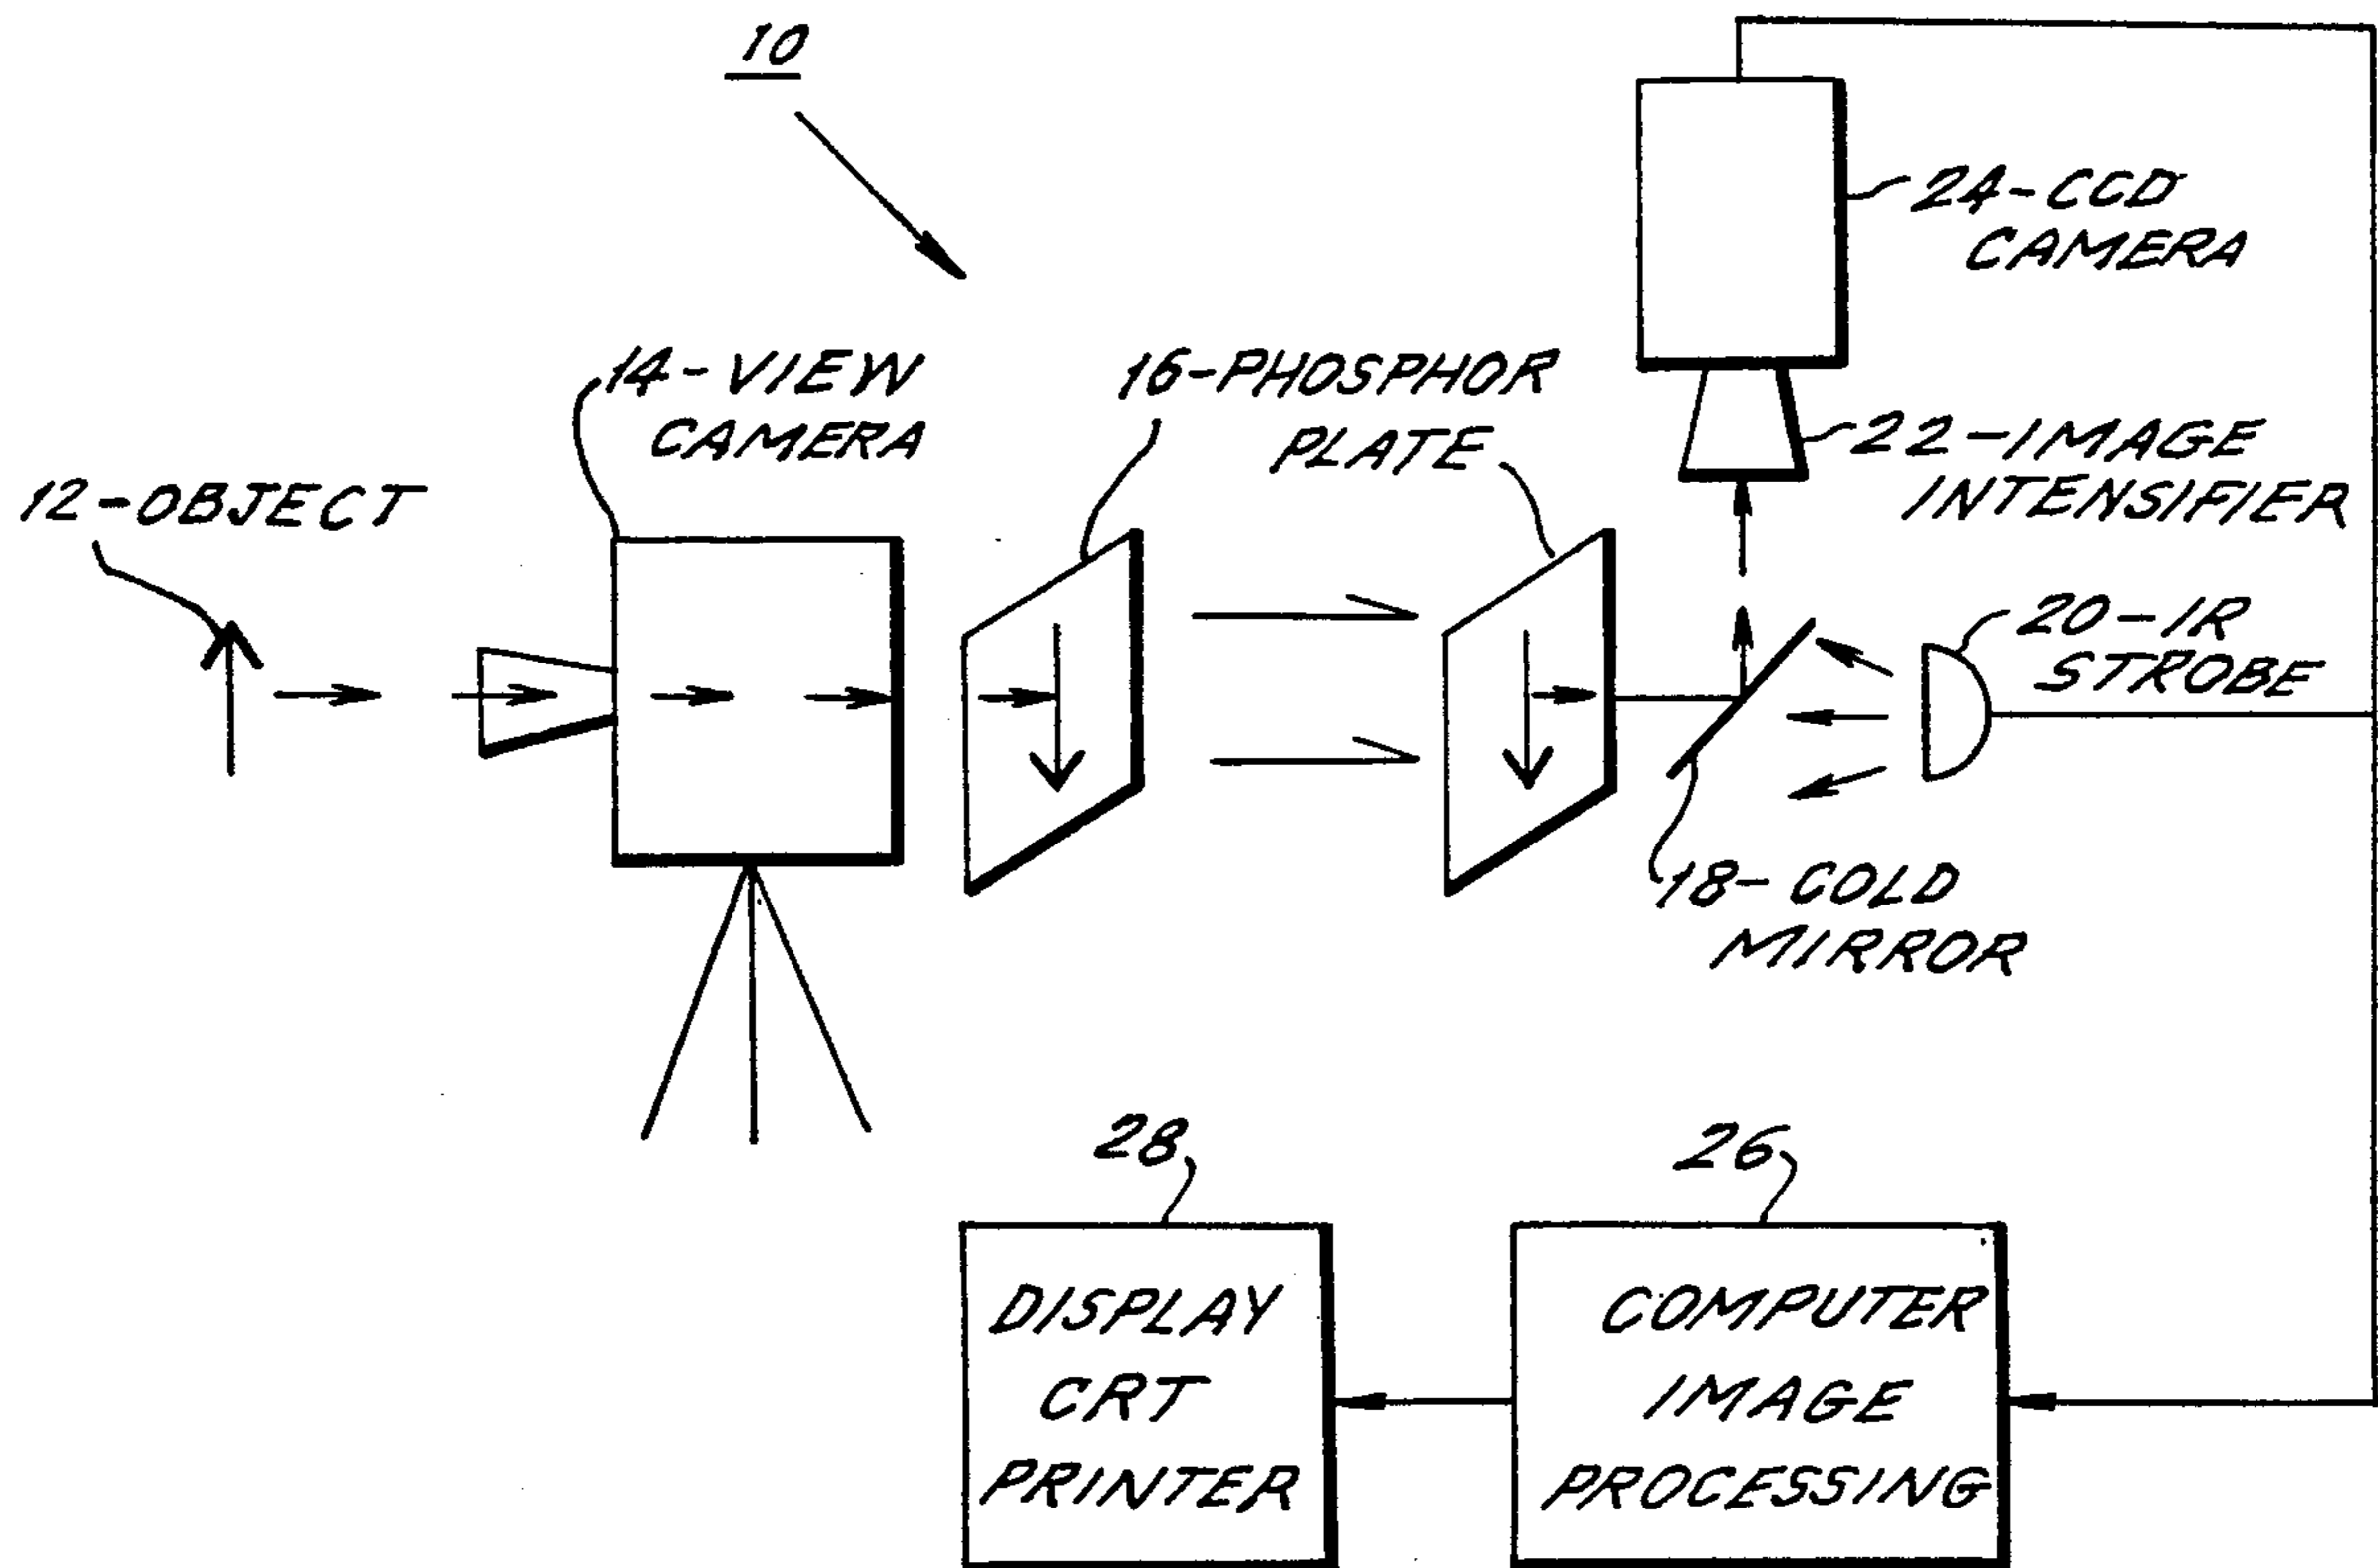 10
24-CCD
CAMERA
14-VIEW
CAMERA
16-PHOSPHOR
PLATE
22-IMAGE
INTENSIFIER
12-OBJECT
20-IR
STROBE
18-COLD
MIRROR
28
26
DISPLAY
CRT
PRINTER
COMPUTER
IMAGE
PROCESSING